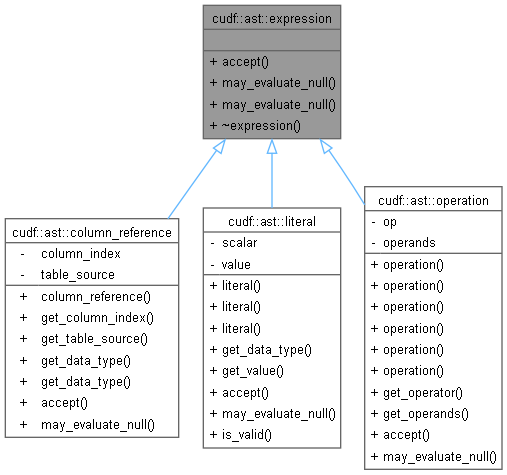 cudf::ast::expression
+ accept()
+ may_evaluate_null()
+ may_evaluate_null()
+ ~expression()
cudf::ast::column_reference
- column_index
- table_source
+ column_reference()
+ get_column_index()
+ get_table_source()
+ get_data_type()
+ get_data_type()
+ accept()
+ may_evaluate_null()
cudf::ast::literal
- scalar
- value
+ literal()
+ literal()
+ literal()
+ get_data_type()
+ get_value()
+ accept()
+ may_evaluate_null()
+ is_valid()
cudf::ast::operation
- op
- operands
+ operation()
+ operation()
+ operation()
+ operation()
+ operation()
+ operation()
+ get_operator()
+ get_operands()
+ accept()
+ may_evaluate_null()